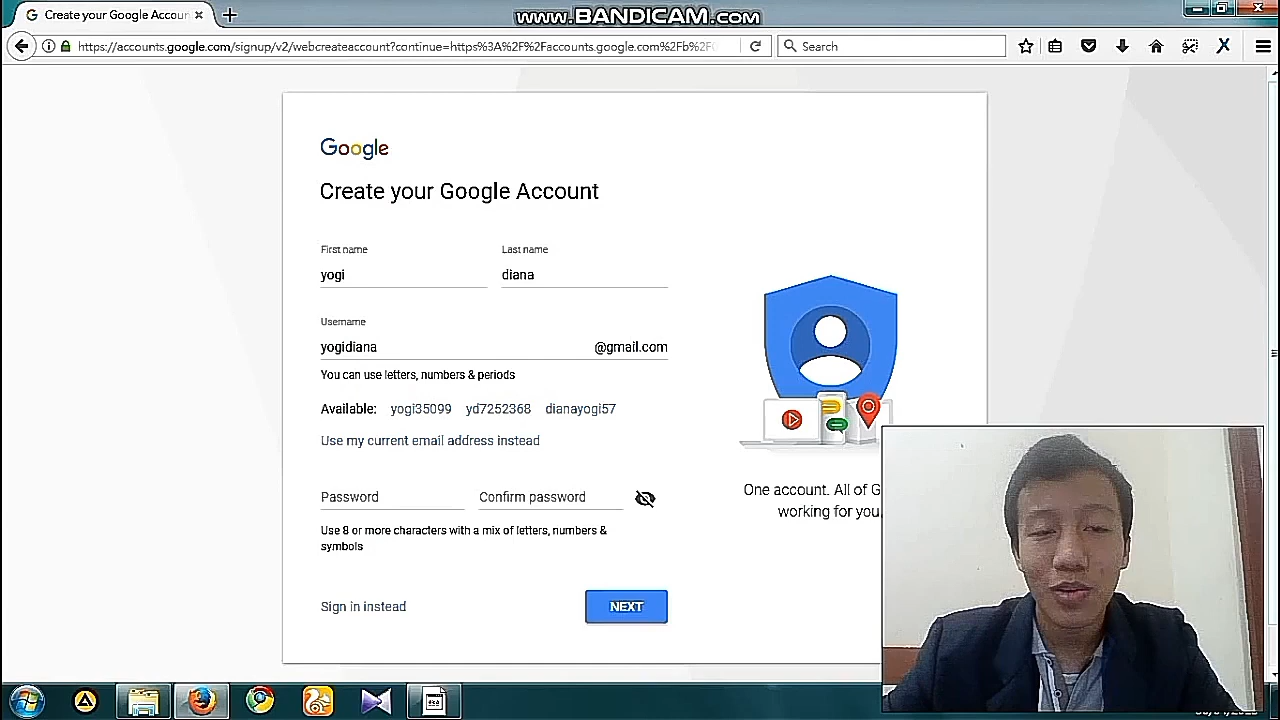 Create your Google Accoun
www.BANDICAM.com
https://accounts.google.com/signup/v2/webcreateaccount?continue=https%3A%2F%2Faccounts.google.com%2Fb%2F
Search
Google
Create your Google Account
First name
Last name
yogi
diana
Username
yogidiana
@gmail.com
You can use letters, numbers & periods
Available: yogi35099 yd7252368 dianayogi57
Use my current email address instead
Password
Confirm password
Use 8 or more characters with a mix of letters, numbers &
symbols
One account. All of G
working for you.
Sign in instead
NEXT